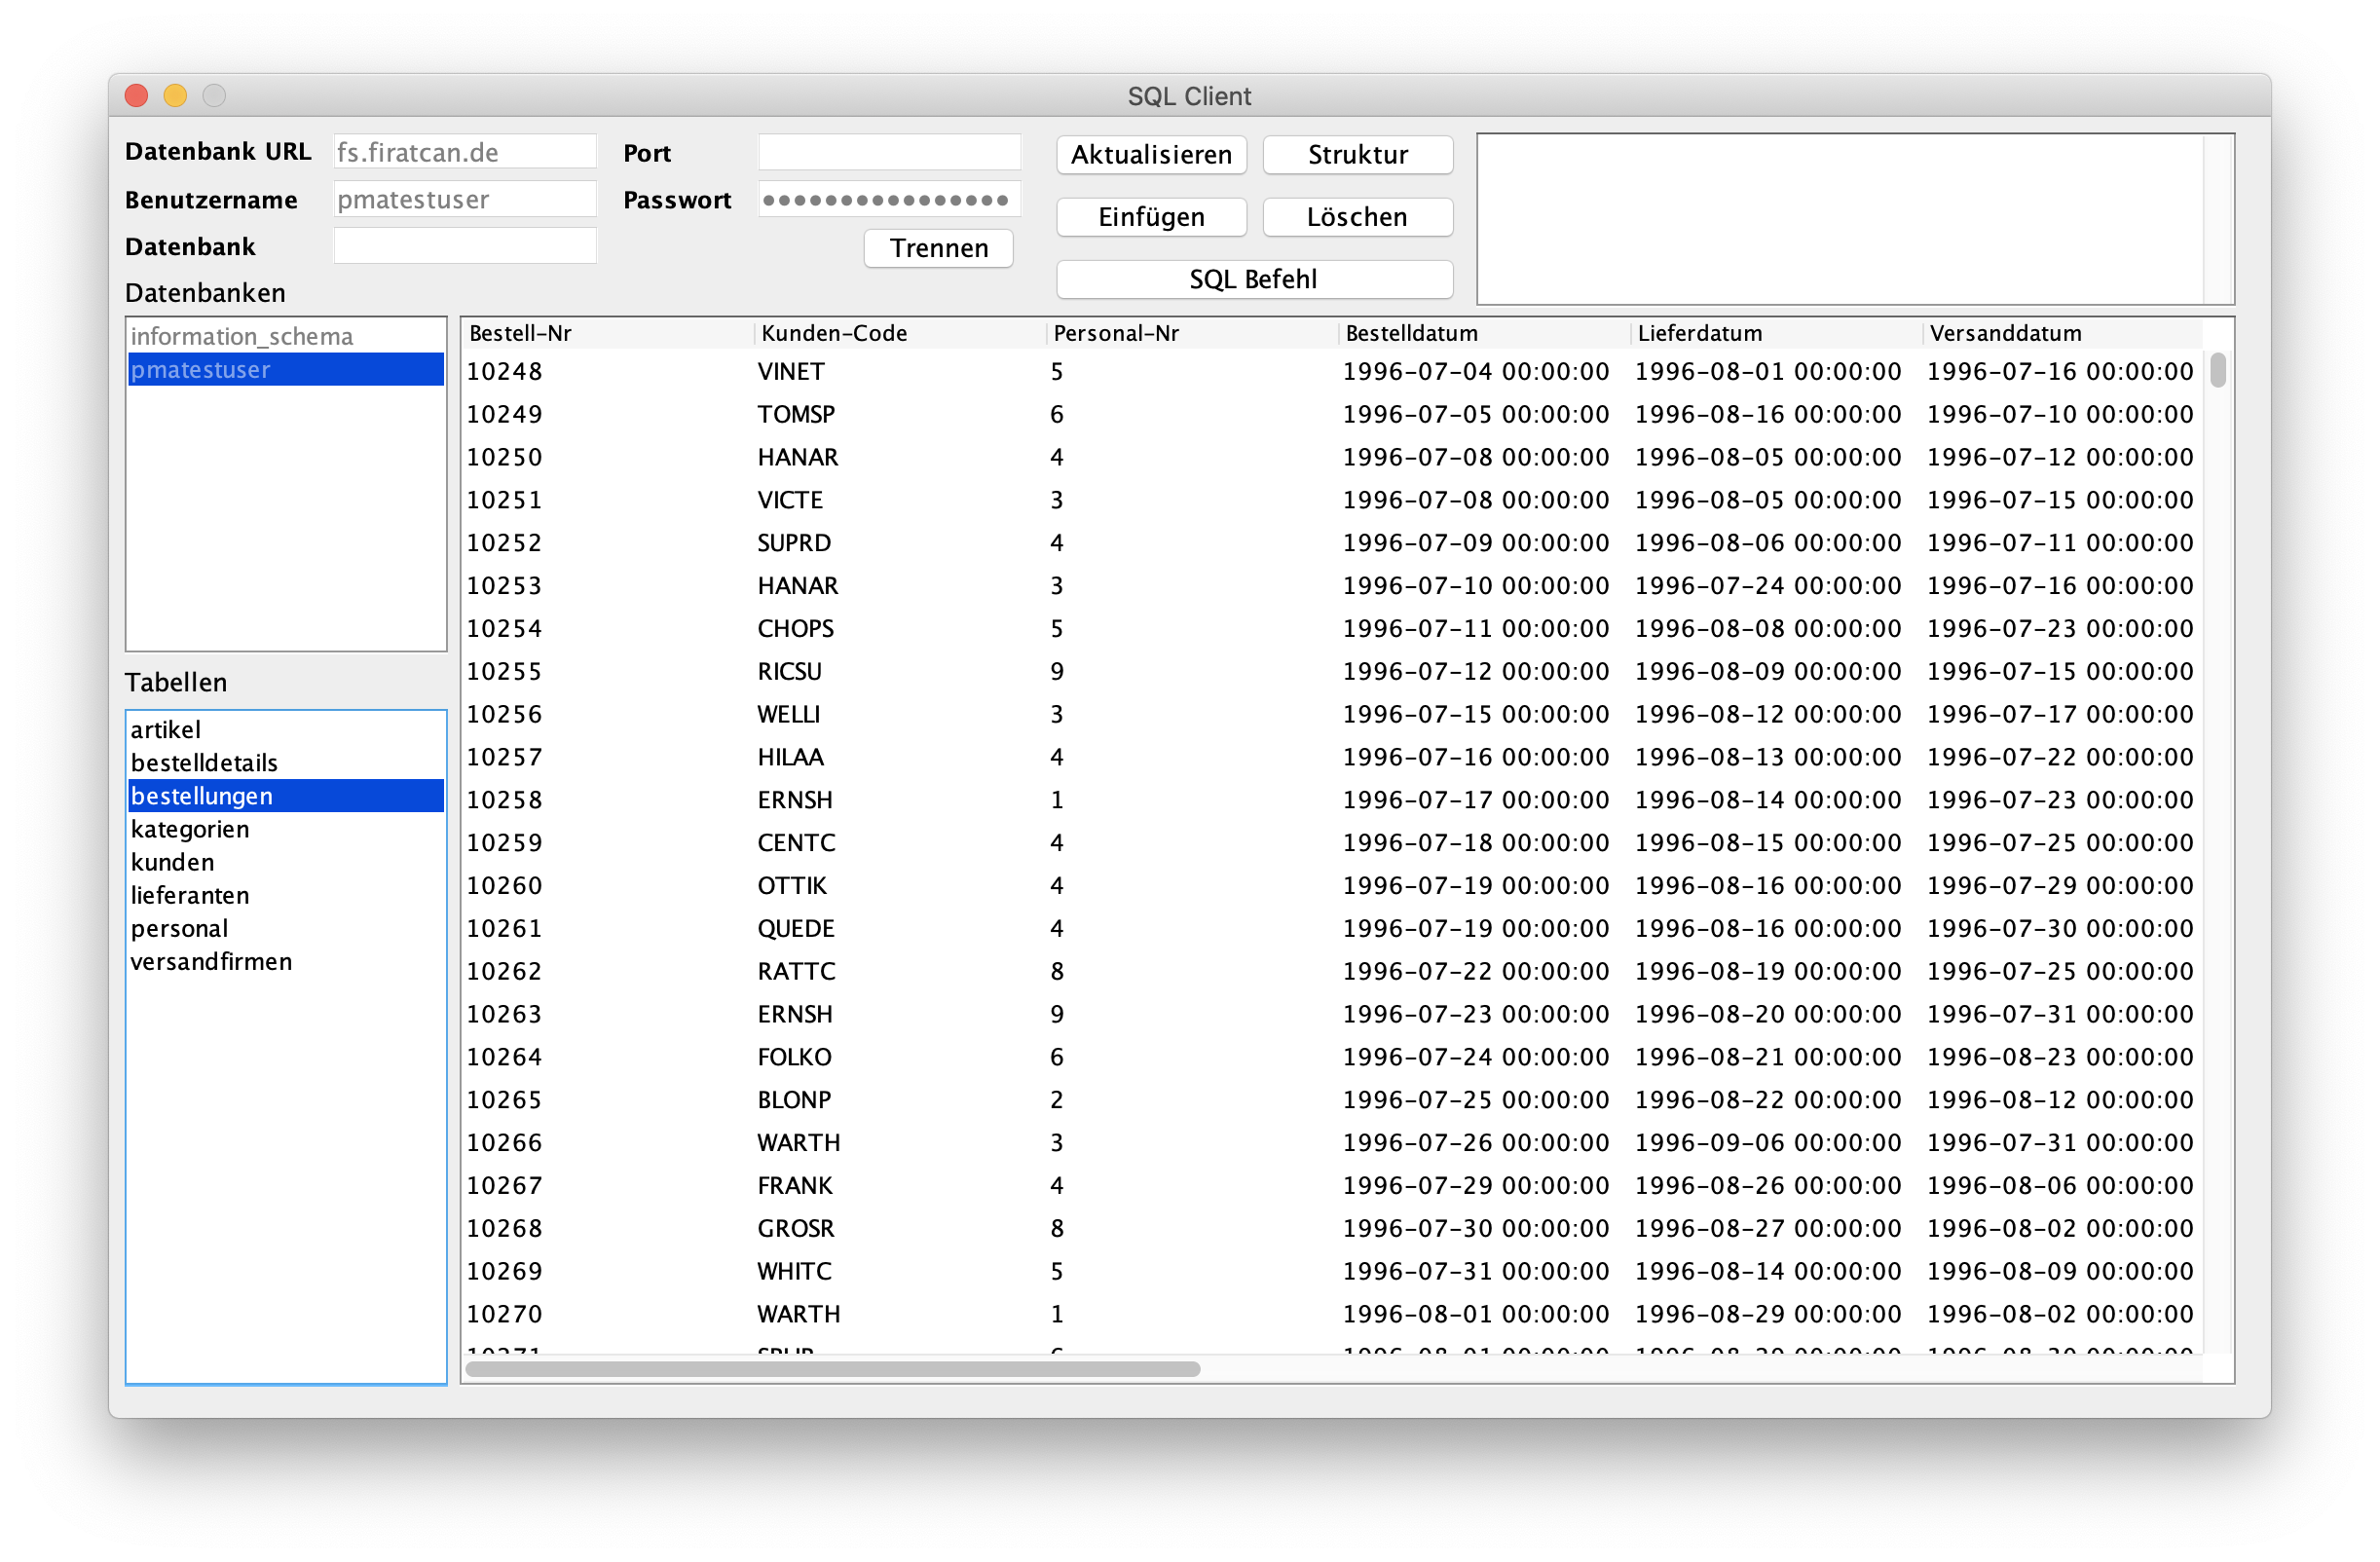 SQL Client
Datenbank URL fs.firatcan.de Port Aktualisieren Struktur
Benutzername pmatestuser Passwort ●●●●●●●●●●●●●●●● Einfügen Löschen
Datenbank Trennen
SQL Befehl
Datenbanken
information_schema
pmatestuser
Tabellen
artikel
bestelldetails
bestellungen
kategorien
kunden
lieferanten
personal
versandfirmen
Bestell-Nr Kunden-Code Personal-Nr Bestelldatum Lieferdatum Versanddatum
10248 VINET 5 1996-07-04 00:00:00 1996-08-01 00:00:00 1996-07-16 00:00:00
10249 TOMSP 6 1996-07-05 00:00:00 1996-08-16 00:00:00 1996-07-10 00:00:00
10250 HANAR 4 1996-07-08 00:00:00 1996-08-05 00:00:00 1996-07-12 00:00:00
10251 VICTE 3 1996-07-08 00:00:00 1996-08-05 00:00:00 1996-07-15 00:00:00
10252 SUPRD 4 1996-07-09 00:00:00 1996-08-06 00:00:00 1996-07-11 00:00:00
10253 HANAR 3 1996-07-10 00:00:00 1996-07-24 00:00:00 1996-07-16 00:00:00
10254 CHOPS 5 1996-07-11 00:00:00 1996-08-08 00:00:00 1996-07-23 00:00:00
10255 RICSU 9 1996-07-12 00:00:00 1996-08-09 00:00:00 1996-07-15 00:00:00
10256 WELLI 3 1996-07-15 00:00:00 1996-08-12 00:00:00 1996-07-17 00:00:00
10257 HILAA 4 1996-07-16 00:00:00 1996-08-13 00:00:00 1996-07-22 00:00:00
10258 ERNSH 1 1996-07-17 00:00:00 1996-08-14 00:00:00 1996-07-23 00:00:00
10259 CENTC 4 1996-07-18 00:00:00 1996-08-15 00:00:00 1996-07-25 00:00:00
10260 OTTIK 4 1996-07-19 00:00:00 1996-08-16 00:00:00 1996-07-29 00:00:00
10261 QUEDE 4 1996-07-19 00:00:00 1996-08-16 00:00:00 1996-07-30 00:00:00
10262 RATTC 8 1996-07-22 00:00:00 1996-08-19 00:00:00 1996-07-25 00:00:00
10263 ERNSH 9 1996-07-23 00:00:00 1996-08-20 00:00:00 1996-07-31 00:00:00
10264 FOLKO 6 1996-07-24 00:00:00 1996-08-21 00:00:00 1996-08-23 00:00:00
10265 BLONP 2 1996-07-25 00:00:00 1996-08-22 00:00:00 1996-08-12 00:00:00
10266 WARTH 3 1996-07-26 00:00:00 1996-09-06 00:00:00 1996-07-31 00:00:00
10267 FRANK 4 1996-07-29 00:00:00 1996-08-26 00:00:00 1996-08-06 00:00:00
10268 GROSR 8 1996-07-30 00:00:00 1996-08-27 00:00:00 1996-08-02 00:00:00
10269 WHITC 5 1996-07-31 00:00:00 1996-08-14 00:00:00 1996-08-09 00:00:00
10270 WARTH 1 1996-08-01 00:00:00 1996-08-29 00:00:00 1996-08-02 00:00:00